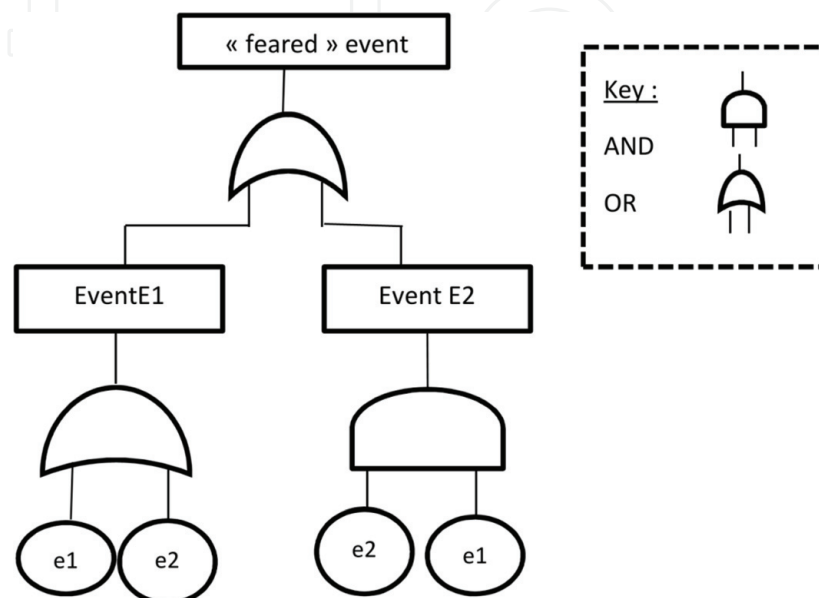 « feared » event
Key :
AND
OR
EventE1
Event E2
e1
e2
e2
e1